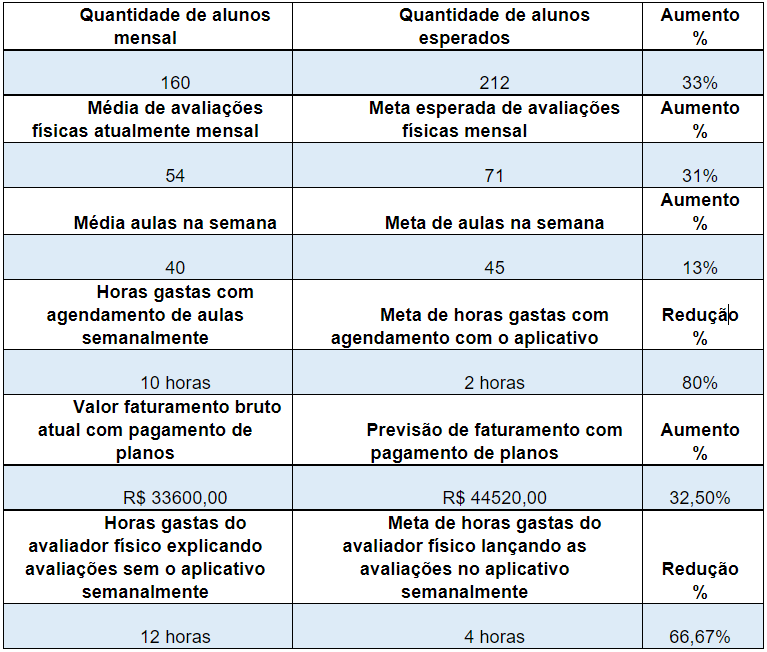 Quantidade de alunos mensal
Quantidade de alunos esperados
Aumento %
160
212
33%
Média de avaliações físicas atualmente mensal
Meta esperada de avaliações físicas mensal
Aumento %
54
71
31%
Média aulas na semana
Meta de aulas na semana
Aumento %
40
45
13%
Horas gastas com agendamento de aulas semanalmente
Meta de horas gastas com agendamento com o aplicativo
Redução %
10 horas
2 horas
80%
Valor faturamento bruto atual com pagamento de planos
Previsão de faturamento com pagamento de planos
Aumento %
R$ 33600,00
R$ 44520,00
32,50%
Horas gastas do avaliador físico explicando avaliações sem o aplicativo semanalmente
Meta de horas gastas do avaliador físico lançando as avaliações no aplicativo semanalmente
Redução %
12 horas
4 horas
66,67%